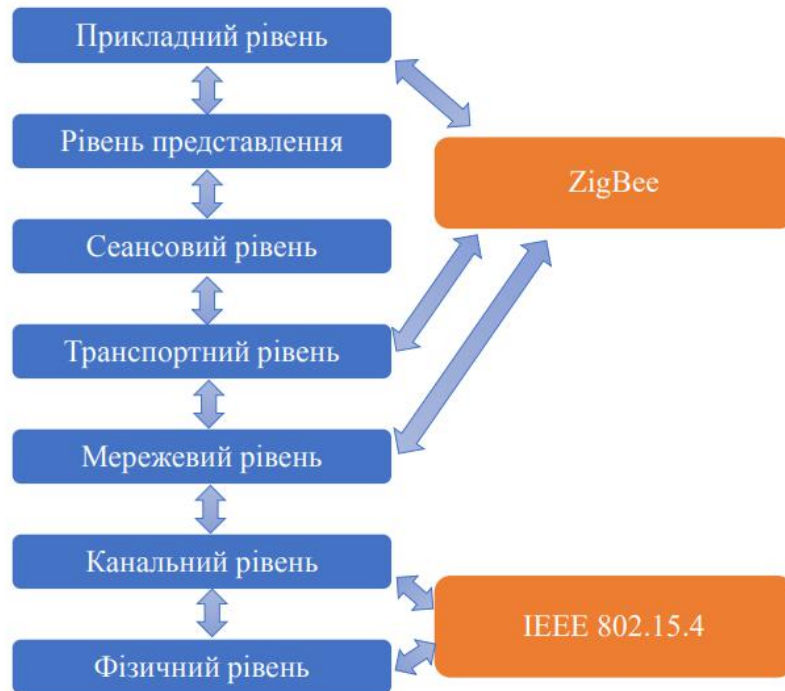 Прикладний рівень
Рівень представлення
ZigBee
Сеансовий рівень
Транспортний рівень
Мережевий рівень
Канальний рівень
IEEE 802.15.4
Фізичний рівень